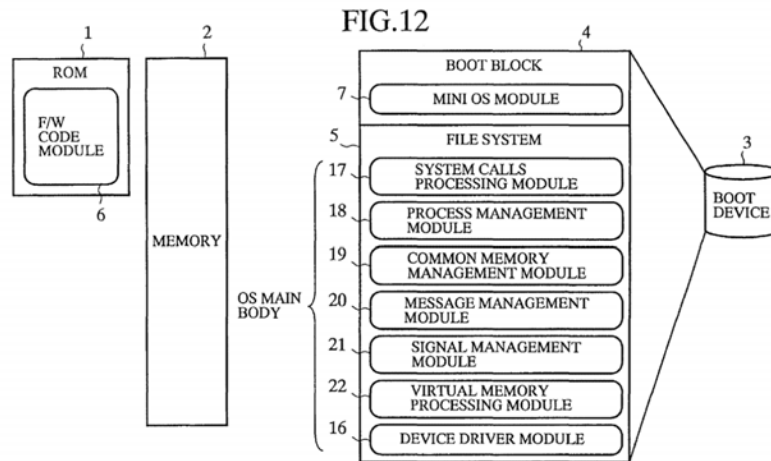 FIG.12
1
ROM
F/W
CODE
MODULE
6
2
MEMORY
4
BOOT BLOCK
7
MINI OS MODULE
5
FILE SYSTEM
OS MAIN
BODY
17
SYSTEM CALLS
PROCESSING MODULE
18
PROCESS MANAGEMENT
MODULE
19
COMMON MEMORY
MANAGEMENT MODULE
20
MESSAGE MANAGEMENT
MODULE
21
SIGNAL MANAGEMENT
MODULE
22
VIRTUAL MEMORY
PROCESSING MODULE
16
DEVICE DRIVER MODULE
3
BOOT
DEVICE